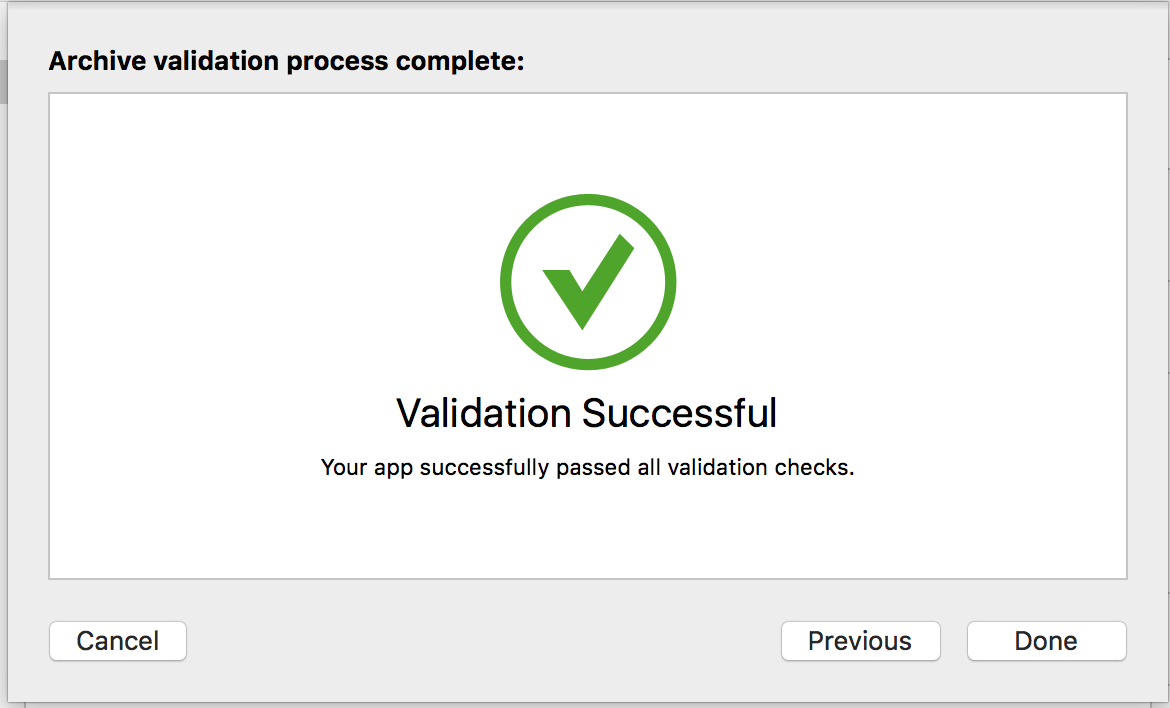 Archive validation process complete:
Validation Successful
Your app successfully passed all validation checks.
Cancel
Previous
Done